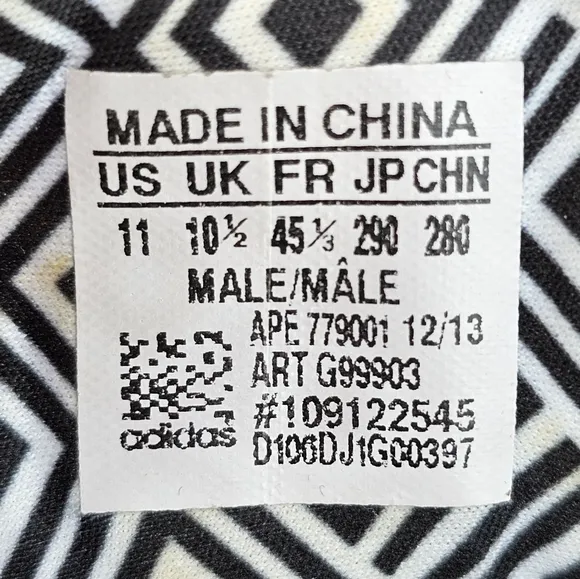 MADE IN CHINA
US UK FR JP CHN
11 10½ 45⅓ 290 280
MALE/MÂLE
APE 779001 12/13
ART G99903
#109122545
adidas D106DJ1G00397